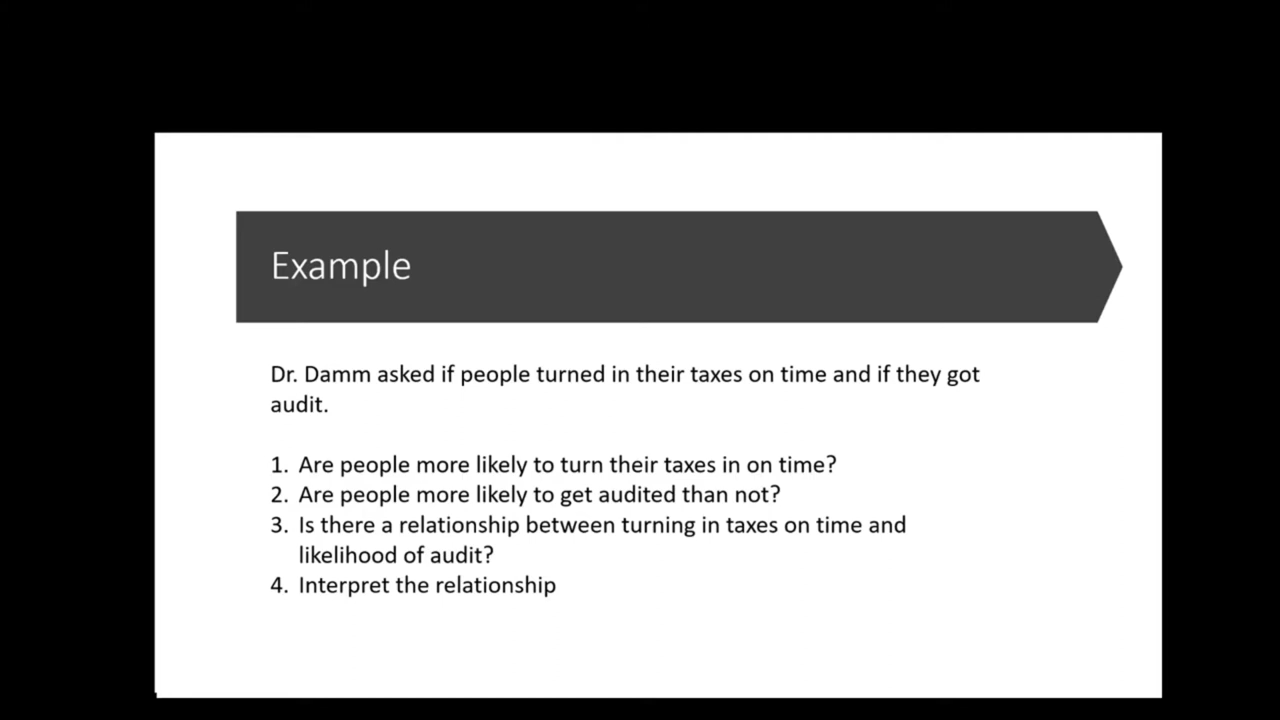 Example
Dr. Damm asked if people turned in their taxes on time and if they got
audit.
1. Are people more likely to turn their taxes in on time?
2. Are people more likely to get audited than not?
3. Is there a relationship between turning in taxes on time and
likelihood of audit?
4. Interpret the relationship